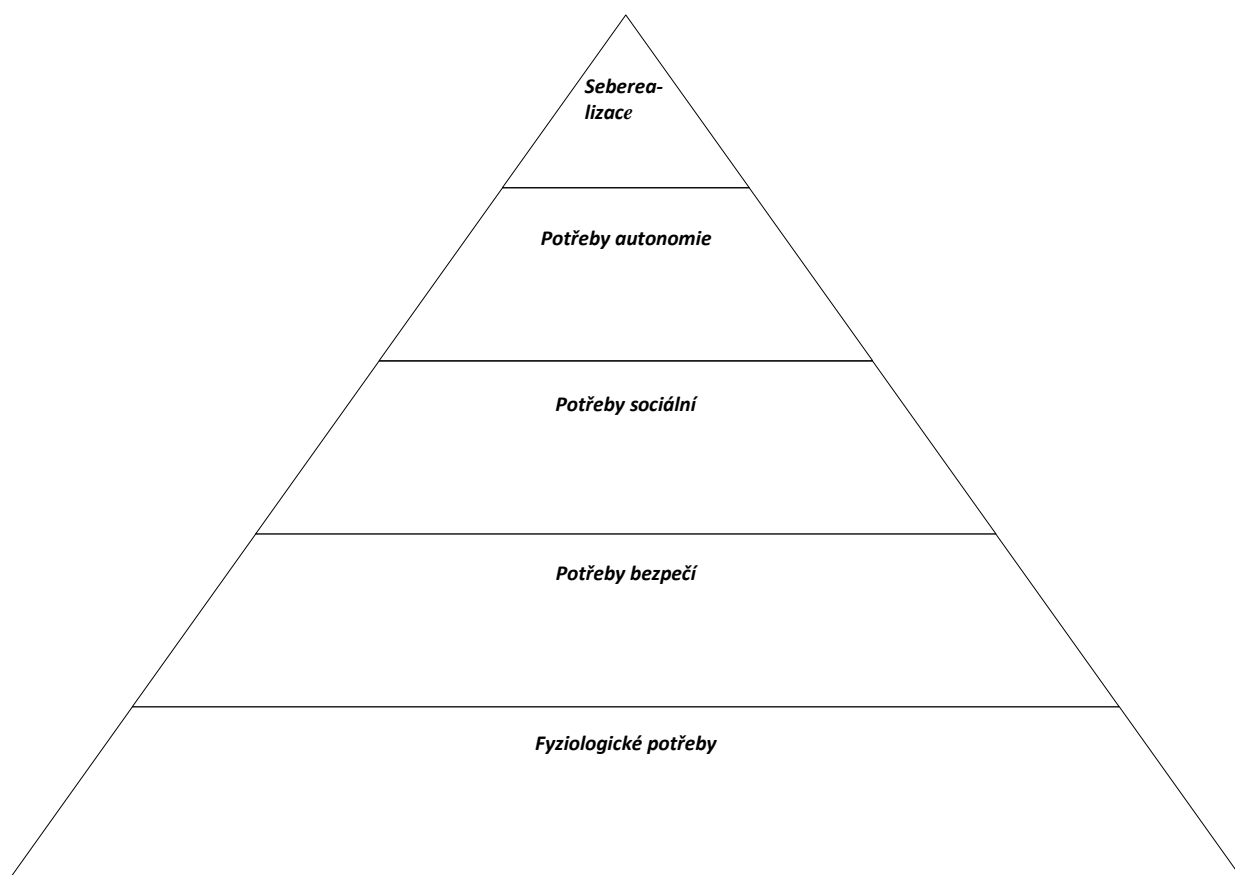 Seberea-
lizace
Potřeby autonomie
Potřeby sociální
Potřeby bezpečí
Fyziologické potřeby